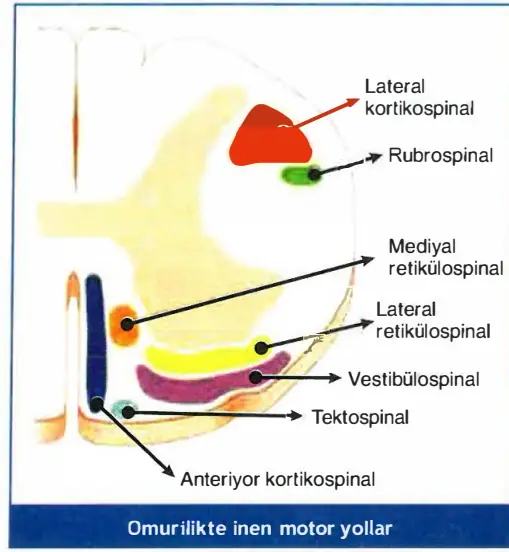 Lateral
kortikospinal
Rubrospinal
Mediyal
retikülospinal
Lateral
retikülospinal
Vestibülospinal
Tektospinal
Anteriyor kortikospinal
Omurilikte inen motor yollar